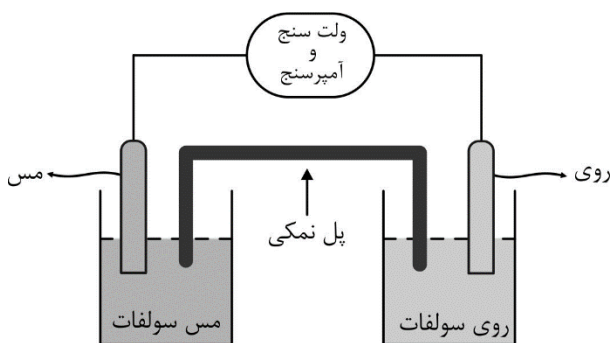 ولت سنج
و
آمپرسنج
روی
مس
پل نمکی
روی سولفات
مس سولفات